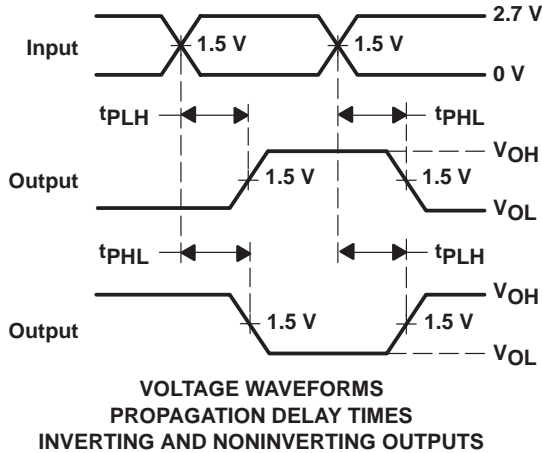 2.7 V
Input
1.5 V
1.5 V
0 V
tPLH
tPHL
VOH
Output
1.5 V
1.5 V
VOL
tPHL
tPLH
VOH
Output
1.5 V
1.5 V
VOL
VOLTAGE WAVEFORMS
PROPAGATION DELAY TIMES
INVERTING AND NONINVERTING OUTPUTS